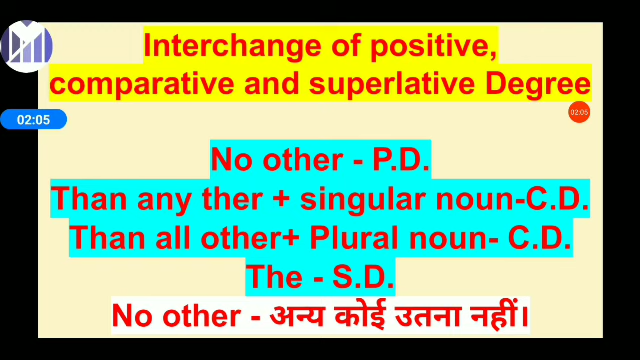 Interchange of positive,
comparative and superlative Degree
02:05
02:05
No other - P.D.
Than any ther + singular noun-C.D.
Than all other+ Plural noun- C.D.
The - S.D.
No other - अन्य कोई उतना नहीं।